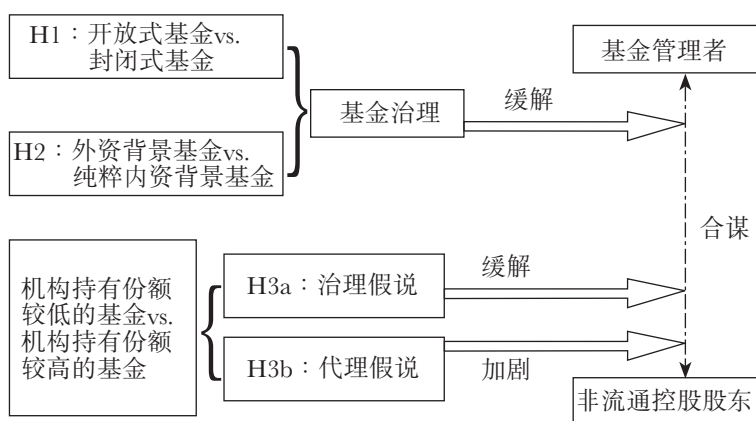 H1：开放式基金vs.
封闭式基金
H2：外资背景基金vs.
纯粹内资背景基金
基金治理
缓解
基金管理者
合谋
机构持有份额
较低的基金vs.
机构持有份额
较高的基金
H3a：治理假说
缓解
H3b：代理假说
加剧
非流通控股股东